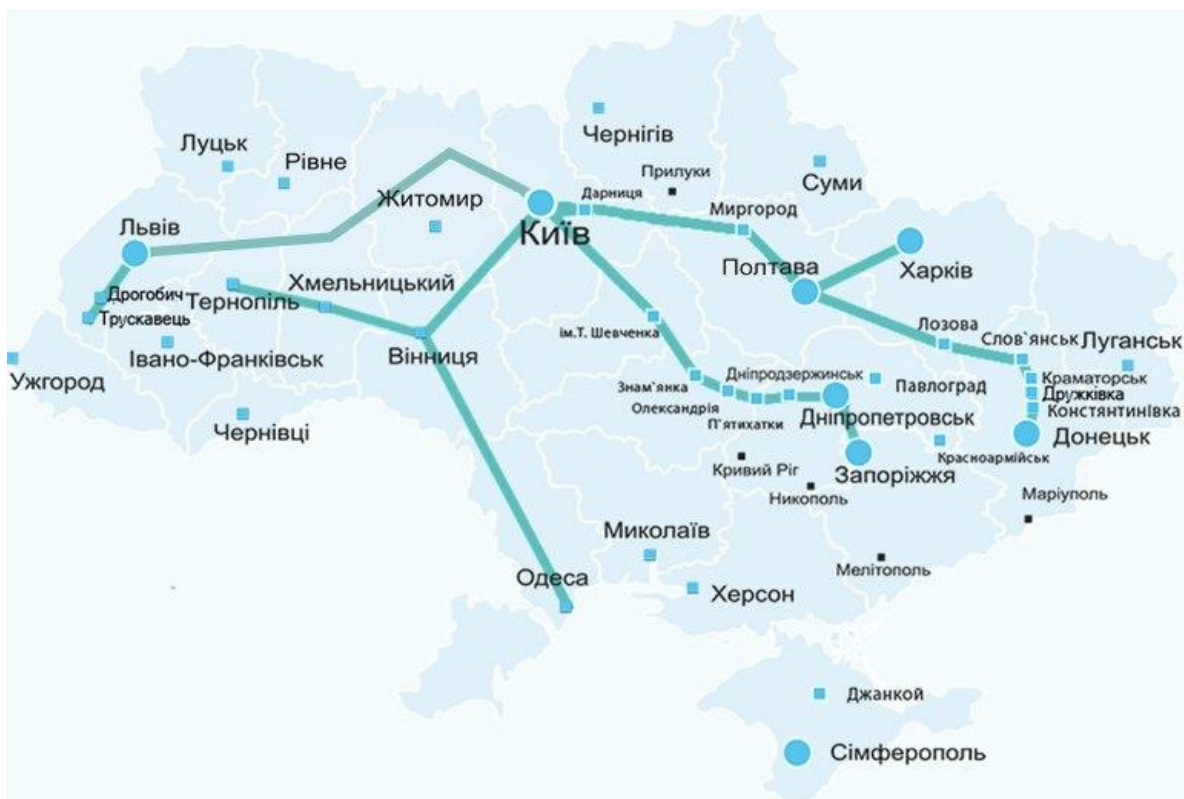 Чернігів
Луцьк
Рівне
Прилуки
Суми
Житомир
Дарниця
Миргород
Львів
Київ
Полтава
Харків
Дрогобич
Тернопіль
Хмельницький
Трускавець
ім.Т. Шевченка
Лозова
Слов`янськ
Луганськ
Івано-Франківськ
Вінниця
Ужгород
Знам`янка
Дніпродзержинськ
Павлоград
Краматорськ
Дружківка
Олександрія
Констянтинівка
П`ятихатки
Дніпропетровськ
Чернівці
Донецьк
Кривий Ріг
Запоріжжя
Красноармійськ
Никополь
Маріуполь
Миколаїв
Мелітополь
Одеса
Херсон
Джанкой
Сімферополь